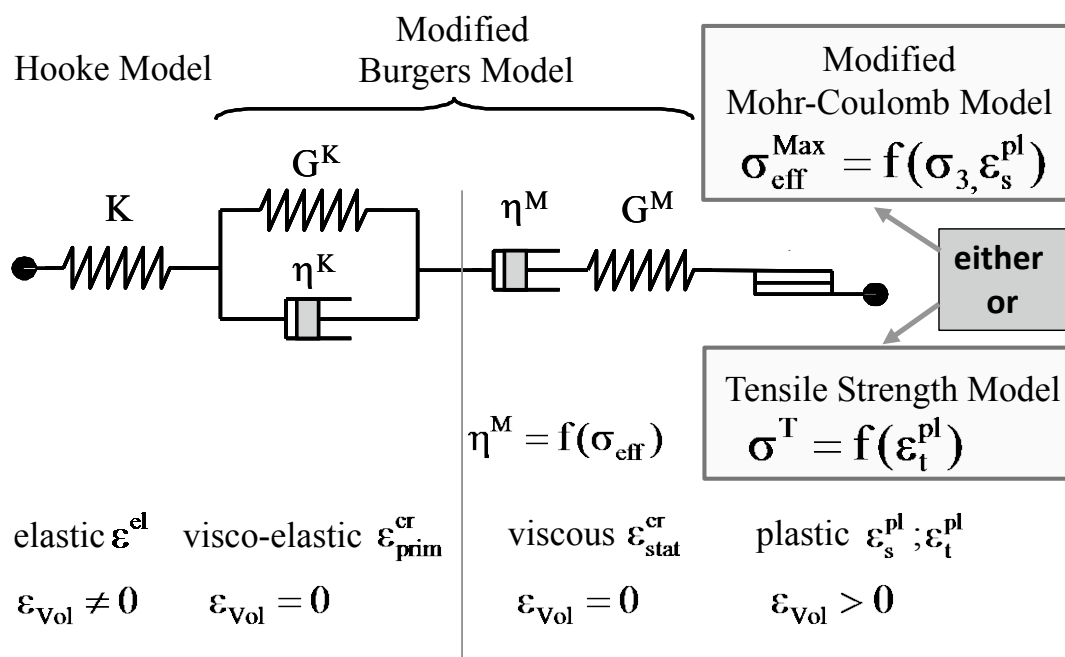 Hooke Model
Modified
Burgers Model
Modified
Mohr-Coulomb Model
σ_eff^Max = f(σ_3, ε_s^pl)
K
G^K
η^K
η^M
G^M
either
or
Tensile Strength Model
σ^T = f(ε_t^pl)
η^M = f(σ_eff)
elastic ε^el
visco-elastic ε_prim^cr
viscous ε_stat^cr
plastic ε_s^pl ; ε_t^pl
ε_Vol ≠ 0
ε_Vol = 0
ε_Vol = 0
ε_Vol > 0